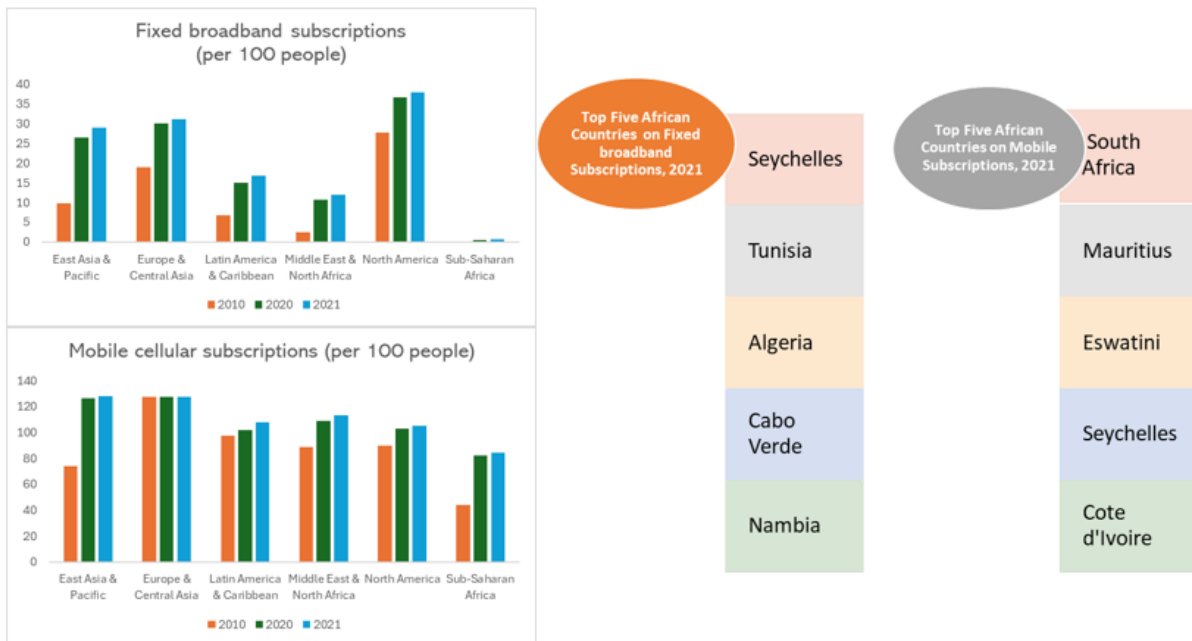 Fixed broadband subscriptions
(per 100 people)
40
35
30
25
20
15
10
5
0
East Asia &
Pacific
Europe &
Central Asia
Latin America
& Caribbean
Middle East &
North Africa
North America
Sub-Saharan
Africa
2010
2020
2021
Mobile cellular subscriptions (per 100 people)
140
120
100
80
60
40
20
0
East Asia &
Pacific
Europe &
Central Asia
Latin America
& Caribbean
Middle East &
North Africa
North America
Sub-Saharan
Africa
2010
2020
2021
Top Five African
Countries on Fixed
broadband
Subscriptions, 2021
Seychelles
Tunisia
Algeria
Cabo
Verde
Nambia
Top Five African
Countries on Mobile
Subscriptions, 2021
South
Africa
Mauritius
Eswatini
Seychelles
Cote
d'Ivoire